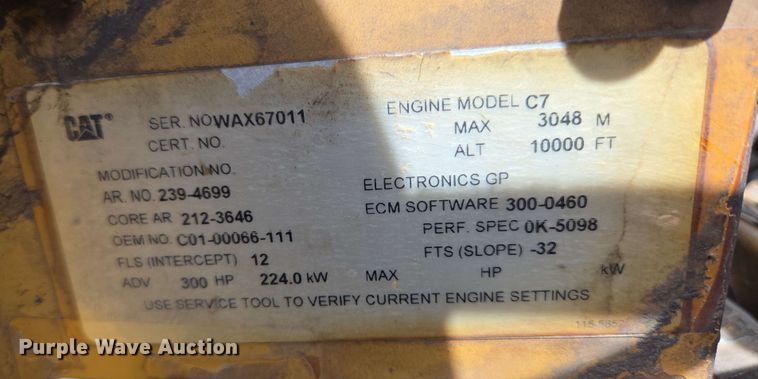 CAT®
SER. NO WAX67011
ENGINE MODEL C7
CERT. NO.
MAX 3048 M
ALT 10000 FT
MODIFICATION NO.
AR. NO. 239-4699
ELECTRONICS GP
CORE AR 212-3646
ECM SOFTWARE 300-0460
OEM NO. C01-00066-111
PERF. SPEC 0K-5098
FLS (INTERCEPT) 12
FTS (SLOPE) -32
ADV 300 HP 224.0 kW MAX HP kW
USE SERVICE TOOL TO VERIFY CURRENT ENGINE SETTINGS
Purple Wave Auction